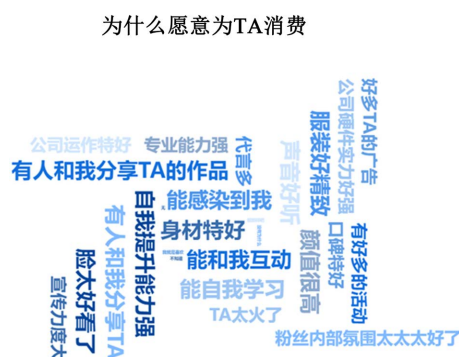 为什么愿意为TA消费
公司运作特好
专业能力强
代言多
声音好听
服装好精致
公司硬件实力好强
好多TA的广告
有人和我分享TA的作品
能感染到我
自我提升能力强
身材特好
有人和我分享TA
脸太好看了
宣传力度大
能和我互动
颜值很高
口碑特好
有好多的活动
能自我学习
TA太火了
粉丝内部氛围太太太好了